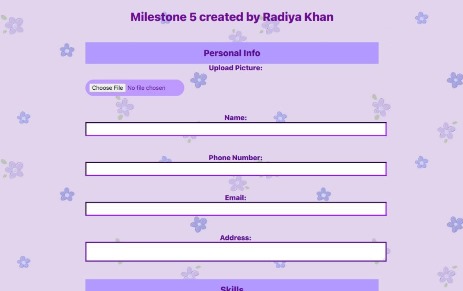 Milestone 5 created by Radiya Khan
Personal Info
Upload Picture:
Choose File No file chosen
Name:
Phone Number:
Email:
Address:
Skills